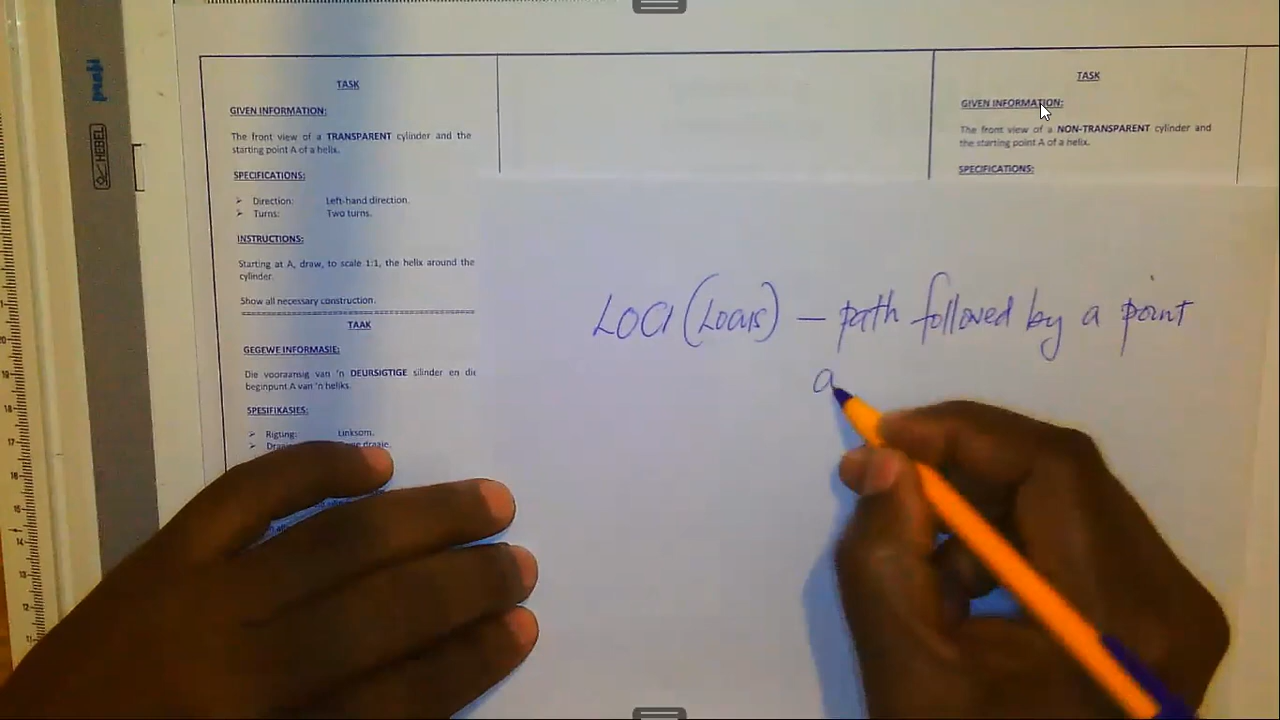 TASK
GIVEN INFORMATION:
The front view of a TRANSPARENT cylinder and the
starting point A of a helix.
SPECIFICATIONS:
➢ Direction: Left-hand direction.
➢ Turns: Two turns.
INSTRUCTIONS:
Starting at A, draw, to scale 1:1, the helix around the
cylinder.
Show all necessary construction.
TAAK
GEGEWE INFORMASIE:
Die vooraansig van 'n DEURSIGTIGE silinder en die
beginpunt A van 'n heliks.
SPESIFIKASIES:
➢ Rigting: Linksom.
draaie.
TASK
GIVEN INFORMATION:
The front view of a NON-TRANSPARENT cylinder and
the starting point A of a helix.
SPECIFICATIONS:
LOCI (Locus) – path followed by a point
a
HEBEL